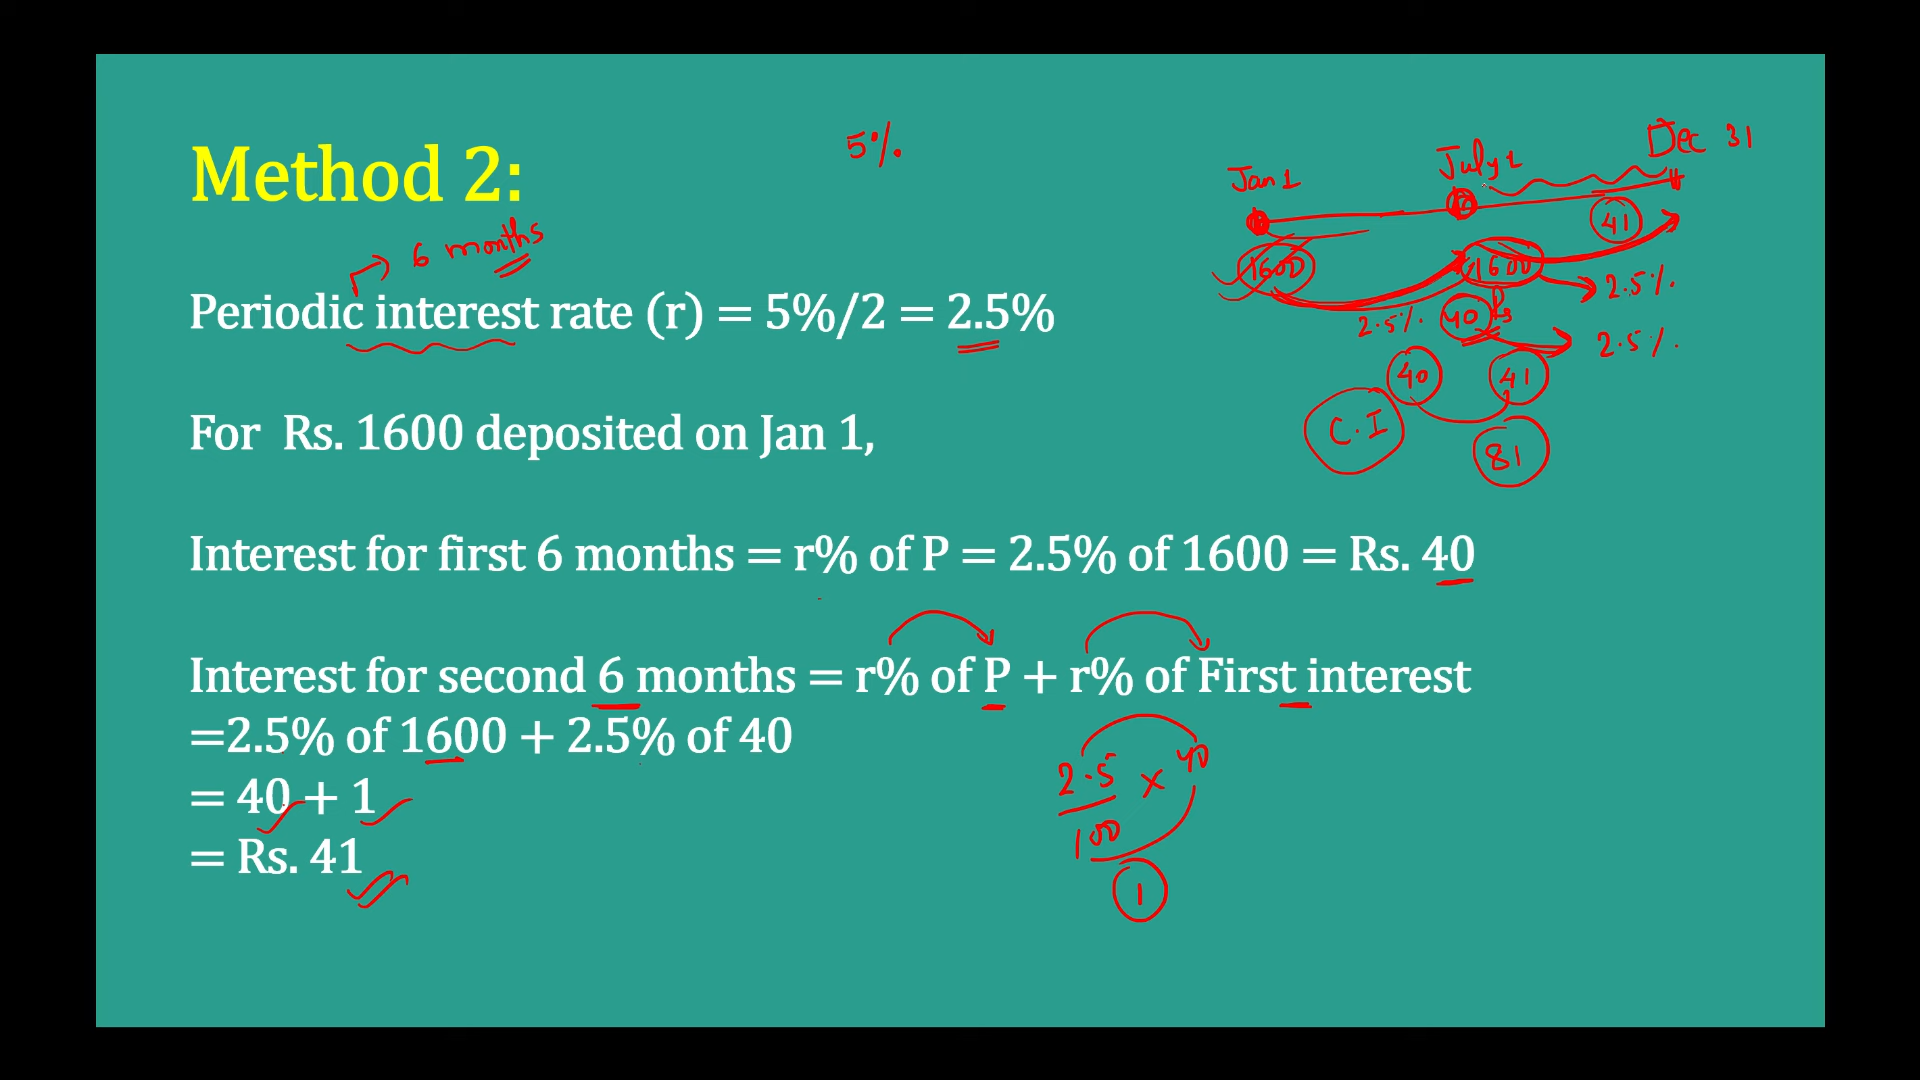 Method 2:
5%
Jan 1
July 1
Dec 31
6 months
1600
1600
41
2.5%
Periodic interest rate (r) = 5%/2 = 2.5%
2.5%
40
2.5%
40
41
C.I
81
For Rs. 1600 deposited on Jan 1,
Interest for first 6 months = r% of P = 2.5% of 1600 = Rs. 40
Interest for second 6 months = r% of P + r% of First interest
=2.5% of 1600 + 2.5% of 40
2.5 × 40
100
= 40 + 1
= Rs. 41
1